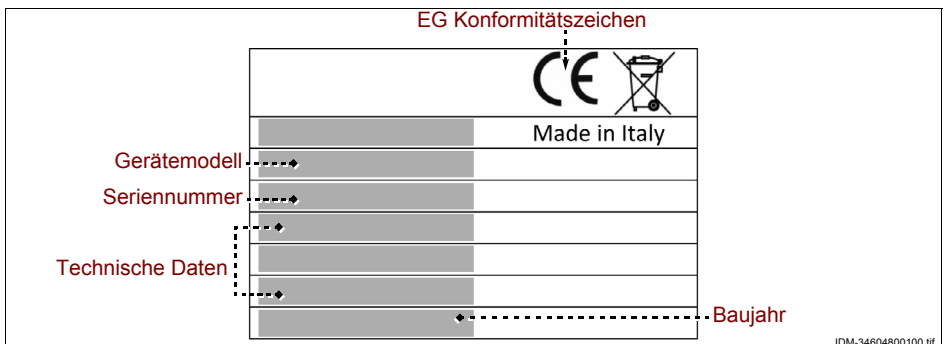 EG Konformitätszeichen
CE
Made in Italy
Gerätemodell
Seriennummer
Technische Daten
Baujahr
IDM-34604800100.tif